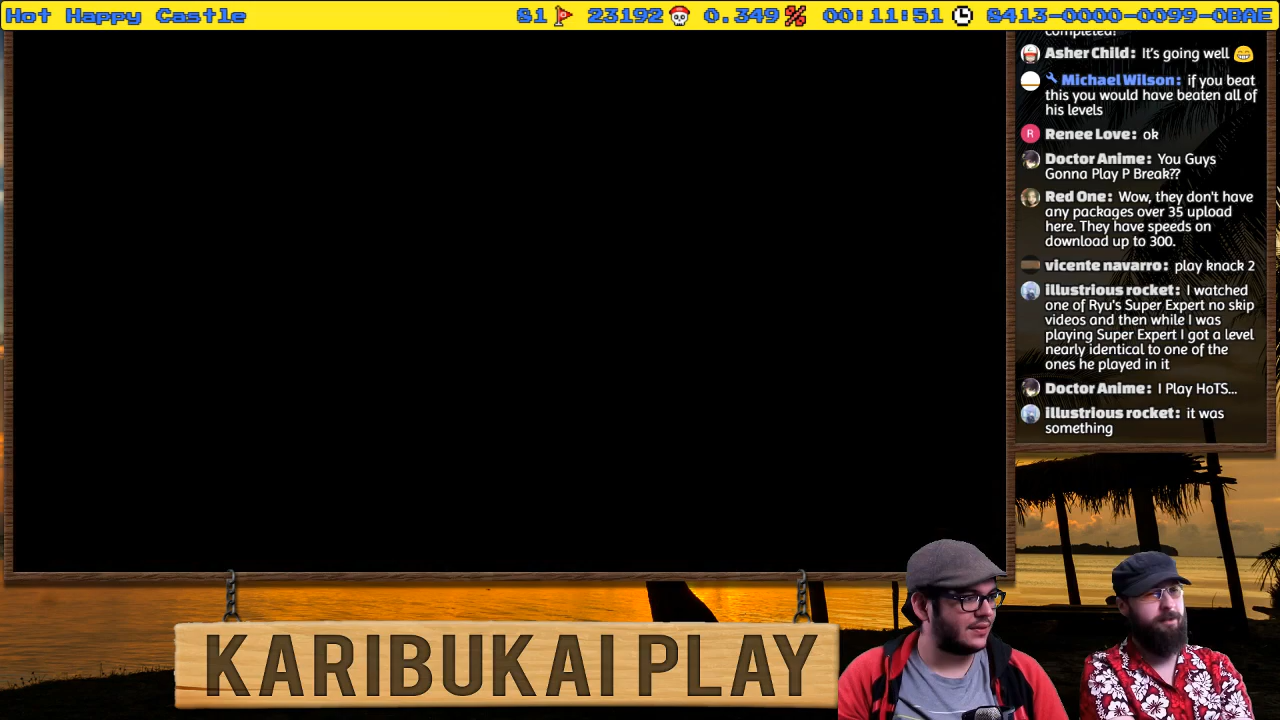 Hot Happy Castle 81 23192 0.349% 00:11:51 8413-0000-0099-0BAE
completed!
Asher Child: It's going well 😁
Michael Wilson: if you beat
this you would have beaten all of
his levels
R Renee Love: ok
Doctor Anime: You Guys
Gonna Play P Break??
Red One: Wow, they don't have
any packages over 35 upload
here. They have speeds on
download up to 300.
vicente navarro: play knack 2
illustrious rocket: I watched
one of Ryu's Super Expert no skip
videos and then while I was
playing Super Expert I got a level
nearly identical to one of the
ones he played in it
Doctor Anime: I Play HoTS...
illustrious rocket: it was
something
KARIBUKAI PLAY